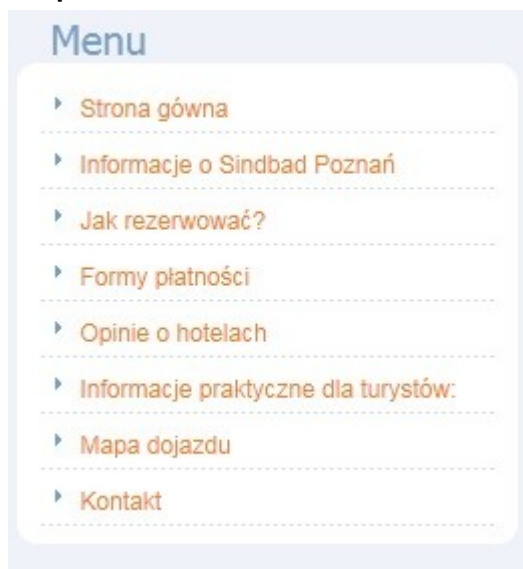 Menu
Strona gówna
Informacje o Sindbad Poznań
Jak rezerwować?
Formy płatności
Opinie o hotelach
Informacje praktyczne dla turystów:
Mapa dojazdu
Kontakt